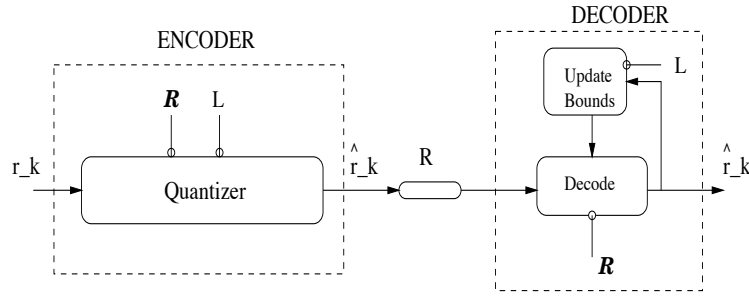 ENCODER
DECODER
R
L
r_k
Quantizer
^
r_k
R
Update
Bounds
L
Decode
^
r_k
R